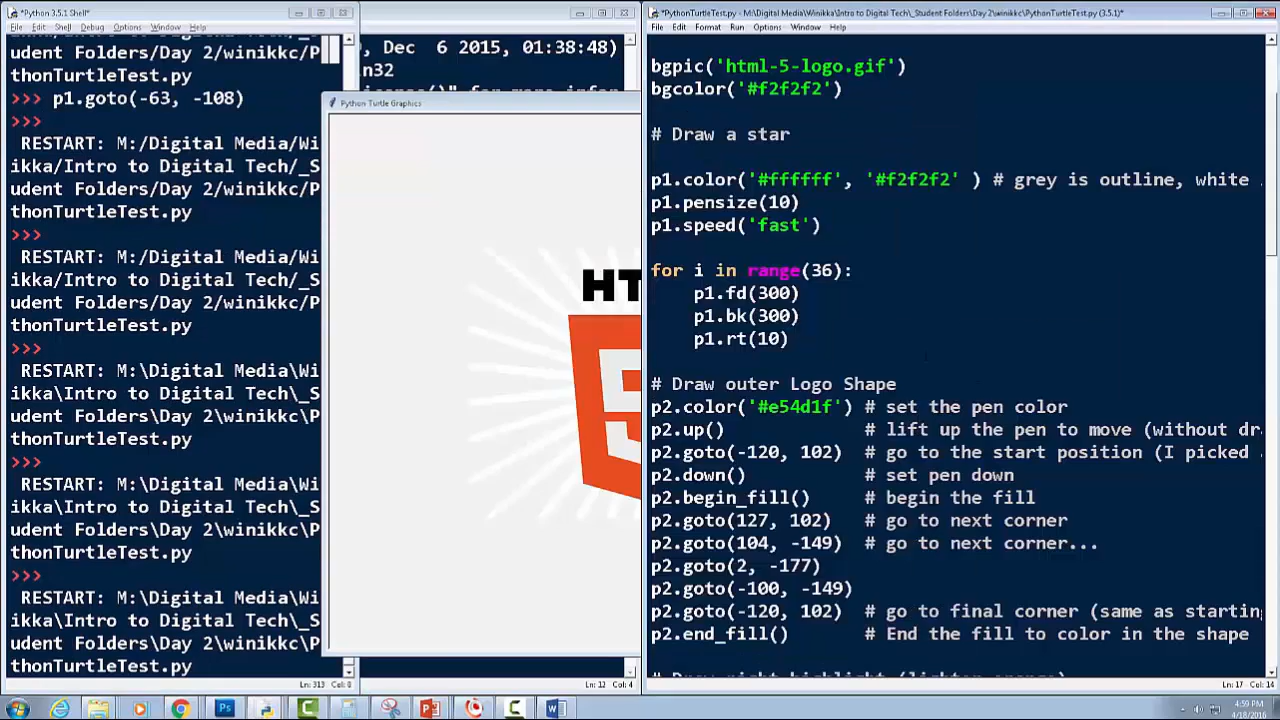 *Python 3.5.1 Shell*
File Edit Shell Debug Options Window Help
udent Folders/Day 2/winikkc/P
thonTurtleTest.py
>>> p1.goto(-63, -108)
>>>
RESTART: M:/Digital Media/Wi
ikka/Intro to Digital Tech/_S
udent Folders/Day 2/winikkc/P
thonTurtleTest.py
>>>
RESTART: M:/Digital Media/Wi
ikka/Intro to Digital Tech/_S
udent Folders/Day 2/winikkc/P
thonTurtleTest.py
>>>
RESTART: M:\Digital Media\Wi
ikka\Intro to Digital Tech\_S
udent Folders\Day 2\winikkc\P
thonTurtleTest.py
>>>
RESTART: M:\Digital Media\Wi
ikka\Intro to Digital Tech\_S
udent Folders\Day 2\winikkc\P
thonTurtleTest.py
>>>
RESTART: M:\Digital Media\Wi
ikka\Intro to Digital Tech\_S
udent Folders\Day 2\winikkc\P
thonTurtleTest.py
Ln: 313 Col: 0
, Dec 6 2015, 01:38:48)
n32
Ln: 12 Col: 4
Python Turtle Graphics
HT
*PythonTurtleTest.py - M:\Digital Media\Winikka\Intro to Digital Tech\_Student Folders\Day 2\winikkc\PythonTurtleTest.py (3.5.1)*
File Edit Format Run Options Window Help
bgpic('html-5-logo.gif')
bgcolor('#f2f2f2')
# Draw a star
p1.color('#ffffff', '#f2f2f2' ) # grey is outline, white
p1.pensize(10)
p1.speed('fast')
for i in range(36):
p1.fd(300)
p1.bk(300)
p1.rt(10)
# Draw outer Logo Shape
p2.color('#e54d1f') # set the pen color
p2.up() # lift up the pen to move (without dr
p2.goto(-120, 102) # go to the start position (I picked
p2.down() # set pen down
p2.begin_fill() # begin the fill
p2.goto(127, 102) # go to next corner
p2.goto(104, -149) # go to next corner...
p2.goto(2, -177)
p2.goto(-100, -149)
p2.goto(-120, 102) # go to final corner (same as starting
p2.end_fill() # End the fill to color in the shape
# Draw right highlight (lighter orange)
Ln: 17 Col: 14
4:59 PM
4/18/2016